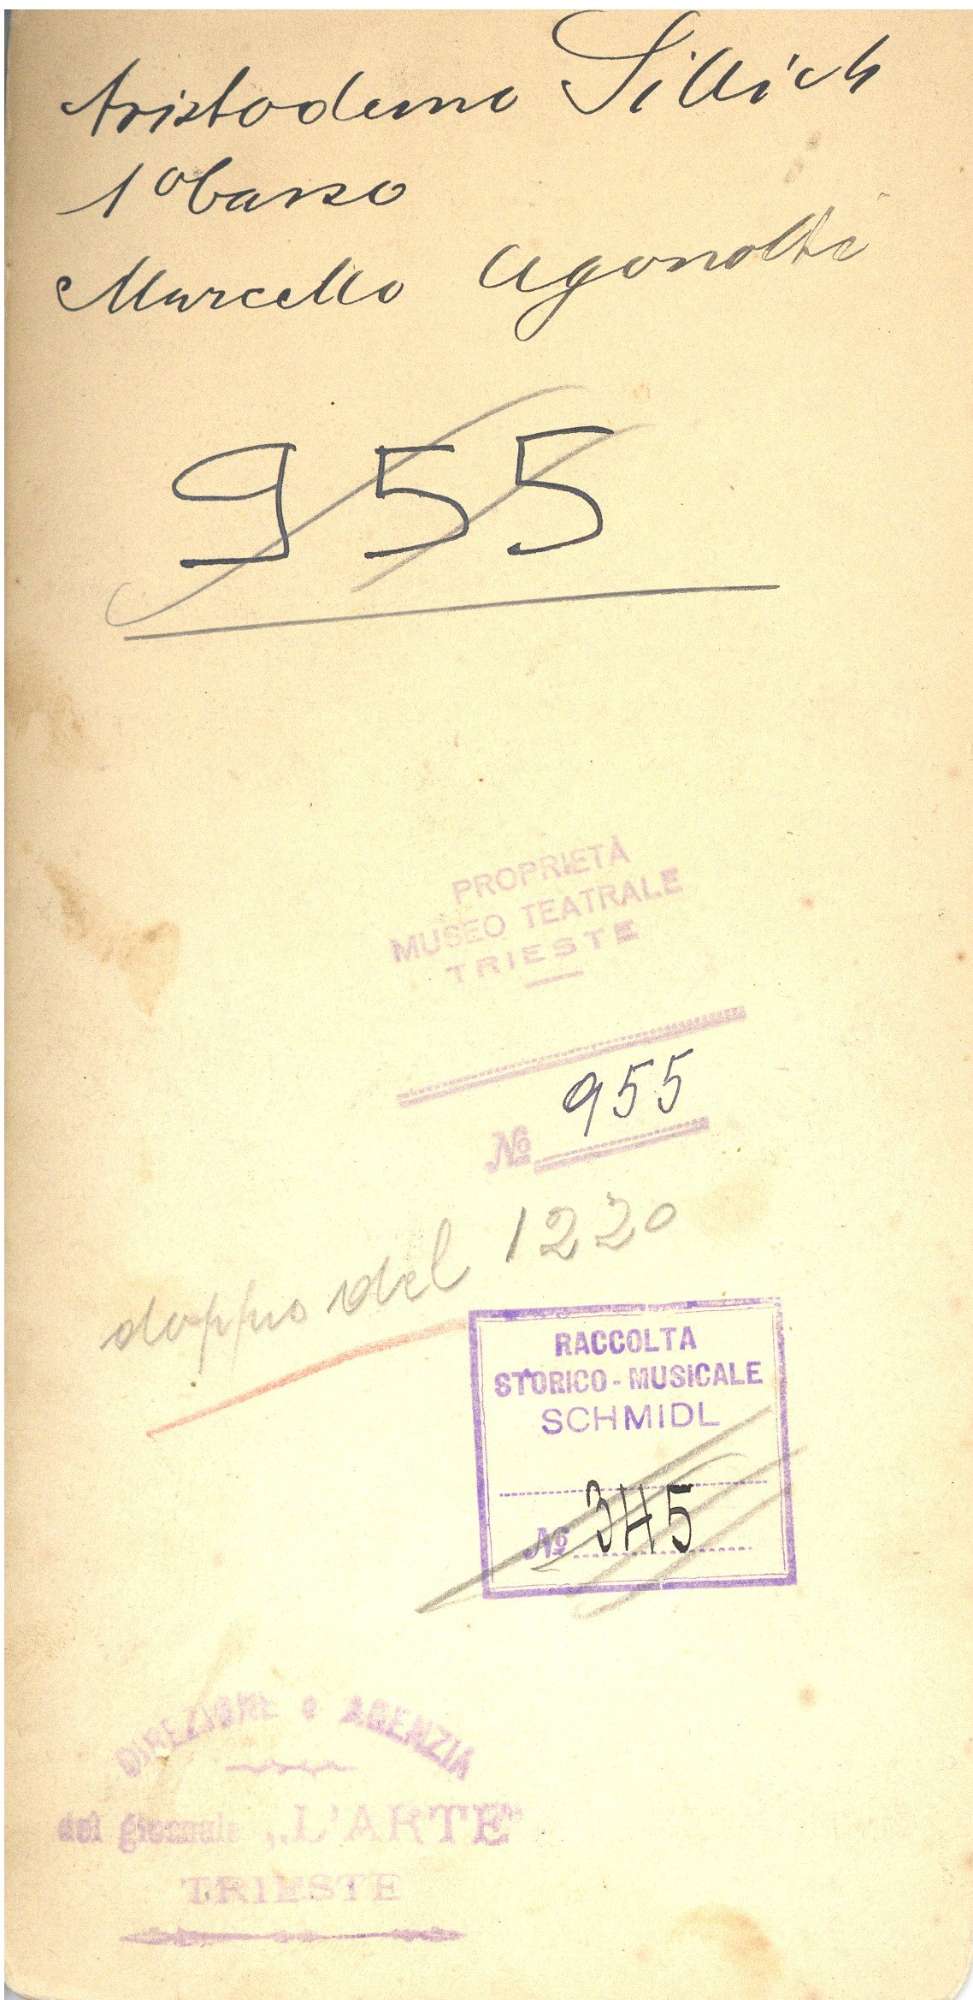 Aristodemo Sillich
1° basso
Marcello Ugonotti
955
PROPRIETÀ
MUSEO TEATRALE
TRIESTE
№ 955
doppio del 1220
RACCOLTA
STORICO-MUSICALE
SCHMIDL
№ 3H5
DIREZIONE e AGENZIA
del giornale „L'ARTE"
TRIESTE